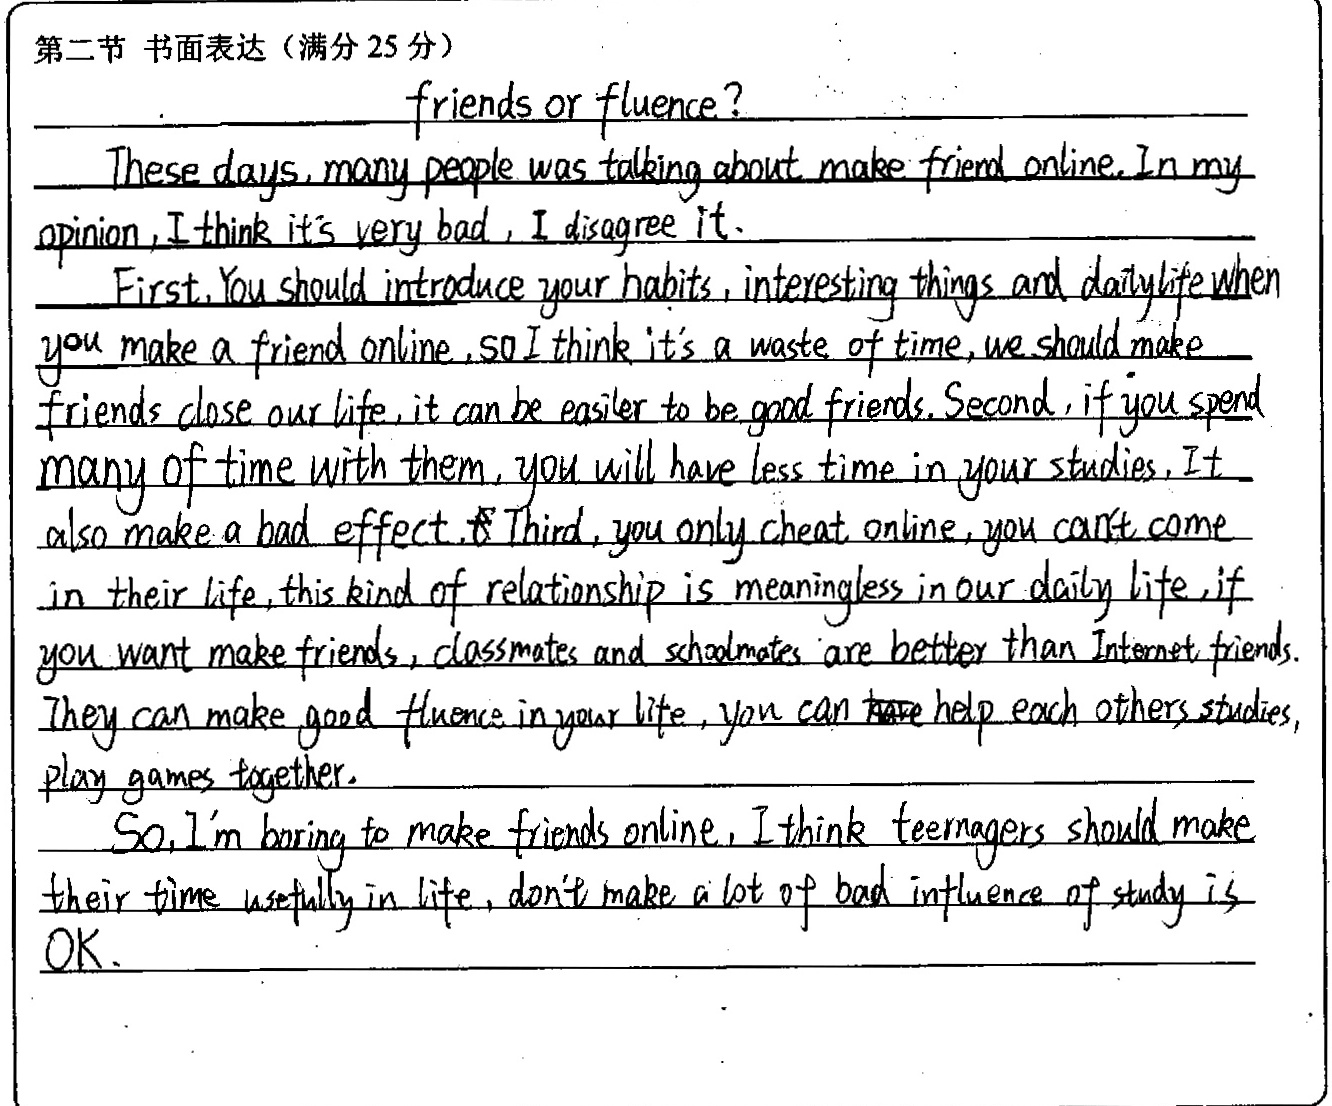 第二节 书面表达（满分 25 分）
friends or fluence?
These days, many people was talking about make friend online. In my
opinion, I think it's very bad, I disagree it.
First, You should introduce your habits, interesting things and dailylife when
you make a friend online, so I think it's a waste of time, we should make
friends close our life, it can be easiler to be good friends. Second, if you spend
many of time with them, you will have less time in your studies, It
also make a bad effect. Third, you only cheat online, you can't come
in their life, this kind of relationship is meaningless in our daily life, if
you want make friends, classmates and schoolmates are better than Internet friends.
They can make good fluence in your life, you can help each others studies,
play games together.
So, I'm boring to make friends online, I think teernagers should make
their time usefully in life, don't make a lot of bad influence of study is
OK.